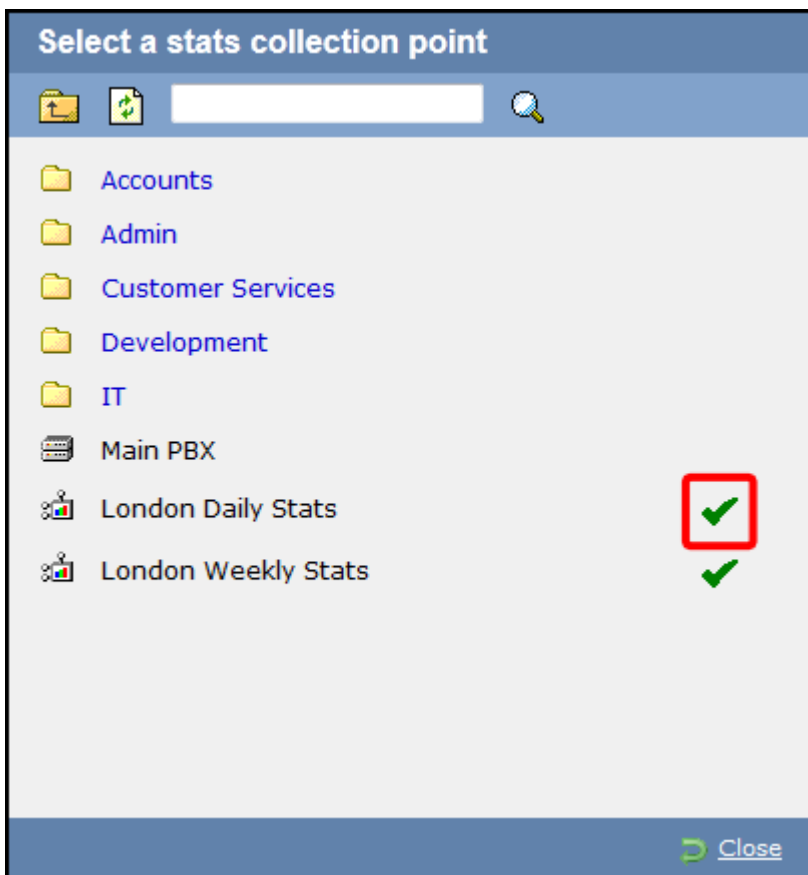 Select a stats collection point
Accounts
Admin
Customer Services
Development
IT
Main PBX
London Daily Stats
London Weekly Stats
Close